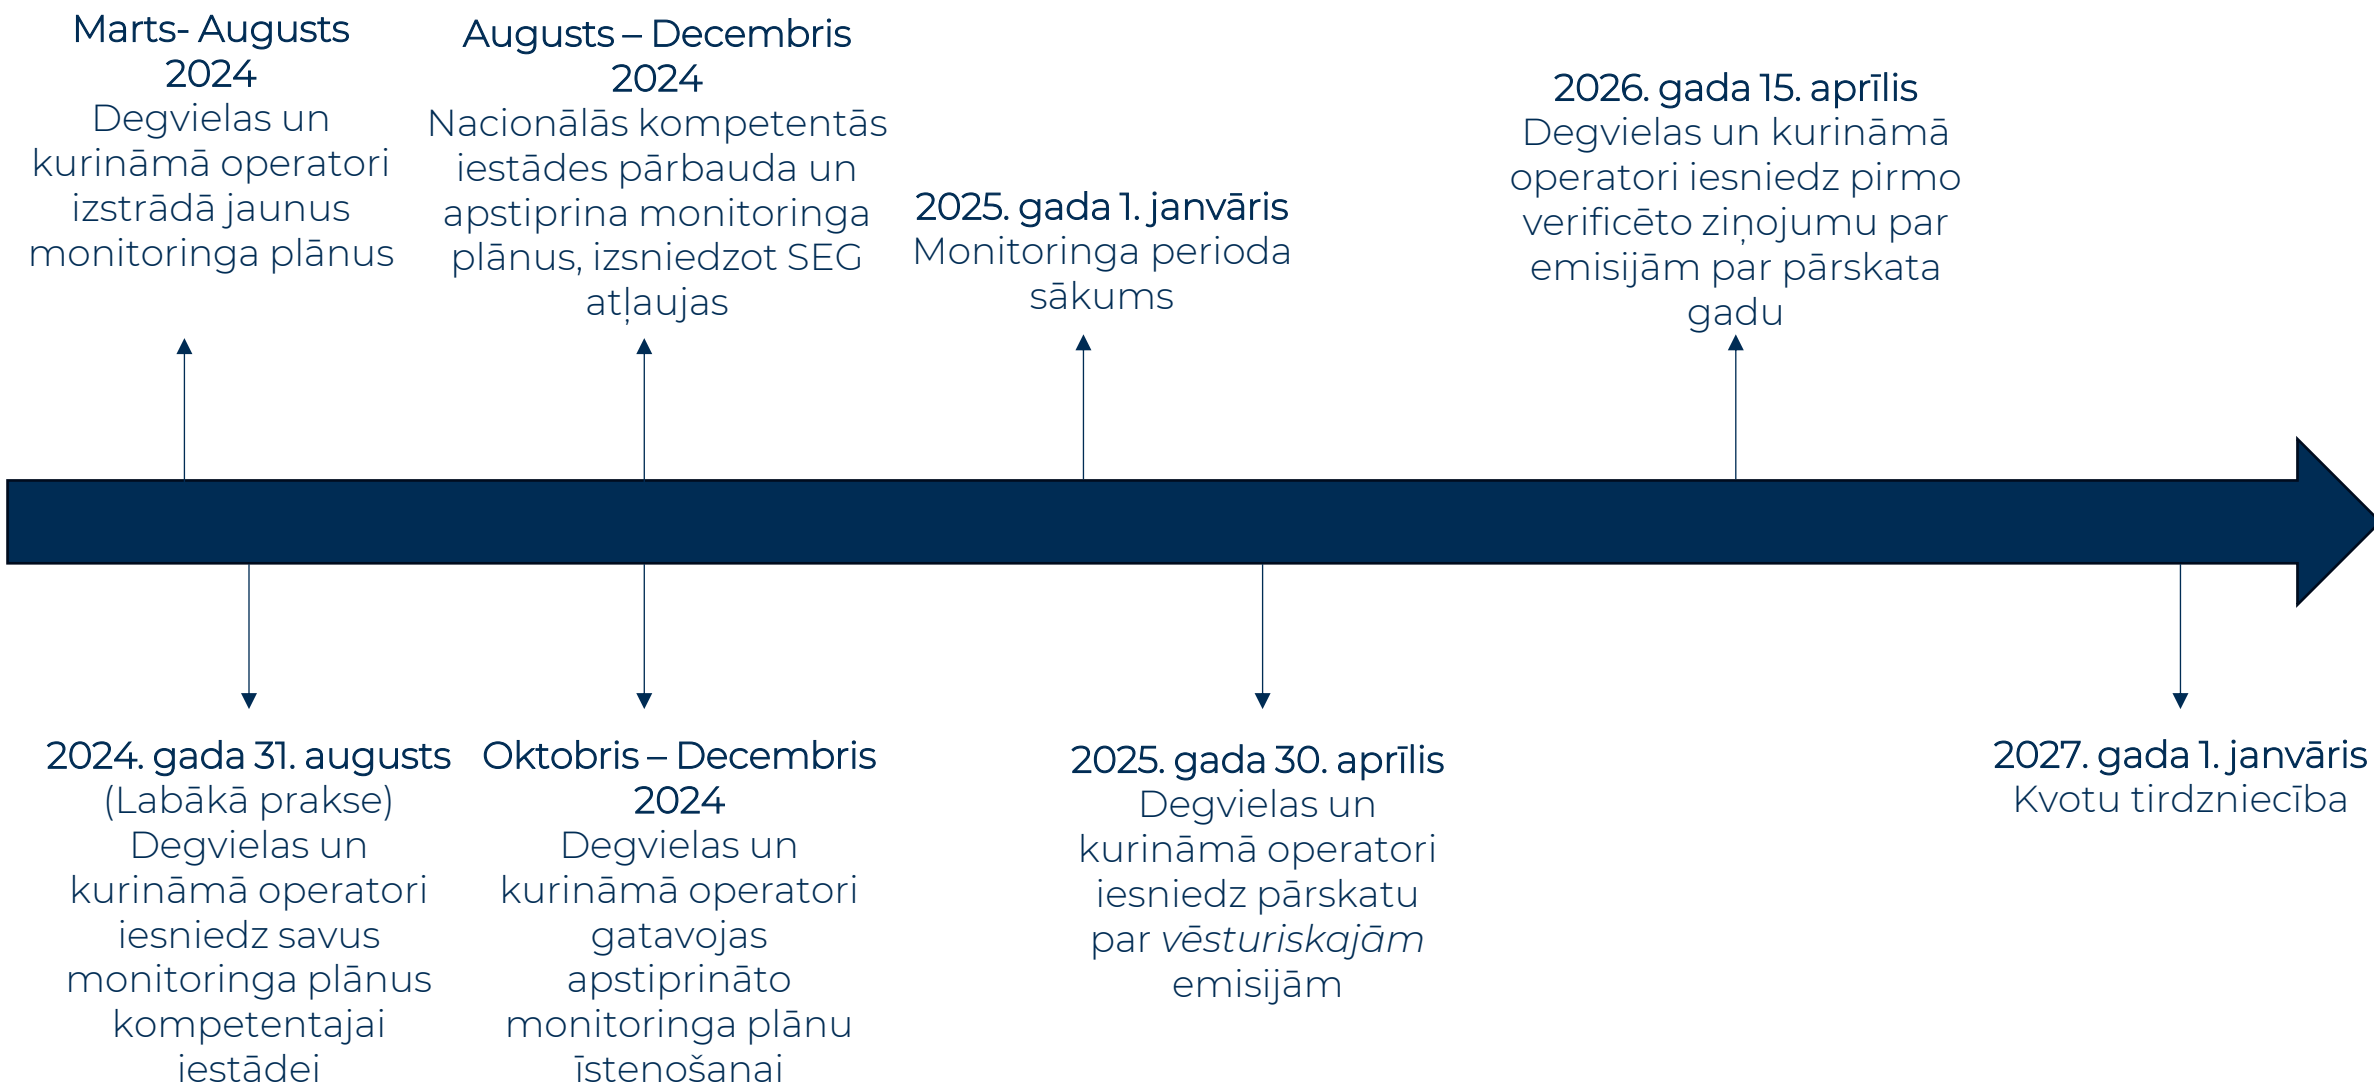 Marts- Augusts
2024
Degvielas un
kurināmā operatori
izstrādā jaunus
monitoringa plānus
Augusts – Decembris
2024
Nacionālās kompetentās
iestādes pārbauda un
apstiprina monitoringa
plānus, izsniedzot SEG
atļaujas
2025. gada 1. janvāris
Monitoringa perioda
sākums
2026. gada 15. aprīlis
Degvielas un kurināmā
operatori iesniedz pirmo
verificēto ziņojumu par
emisijām par pārskata
gadu
2024. gada 31. augusts
(Labākā prakse)
Degvielas un
kurināmā operatori
iesniedz savus
monitoringa plānus
kompetentajai
iestādei
Oktobris – Decembris
2024
Degvielas un
kurināmā operatori
gatavojas
apstiprināto
monitoringa plānu
īstenošanai
2025. gada 30. aprīlis
Degvielas un
kurināmā operatori
iesniedz pārskatu
par vēsturiskajām
emisijām
2027. gada 1. janvāris
Kvotu tirdzniecība